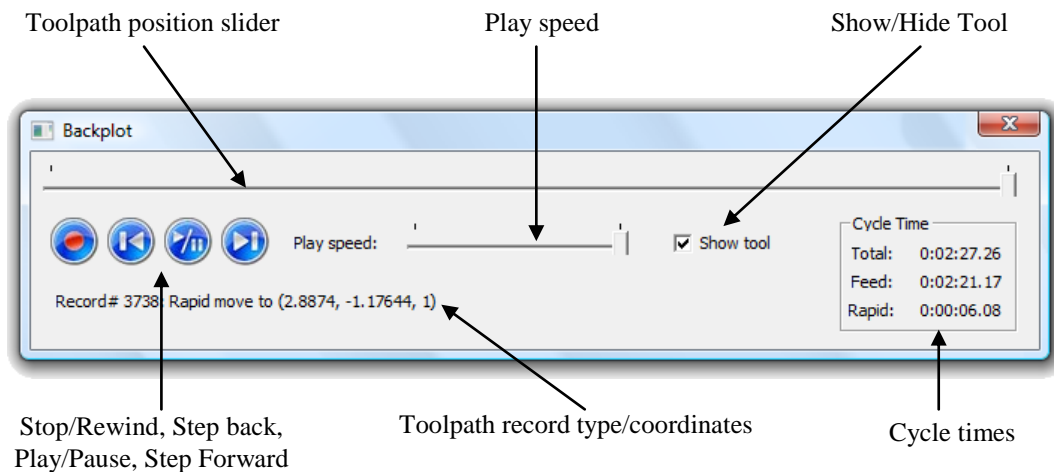 Toolpath position slider
Play speed
Show/Hide Tool
Backplot
Play speed:
Show tool
Cycle Time
Total: 0:02:27.26
Feed: 0:02:21.17
Rapid: 0:00:06.08
Record# 3738: Rapid move to (2.8874, -1.17644, 1)
Stop/Rewind, Step back,
Play/Pause, Step Forward
Toolpath record type/coordinates
Cycle times